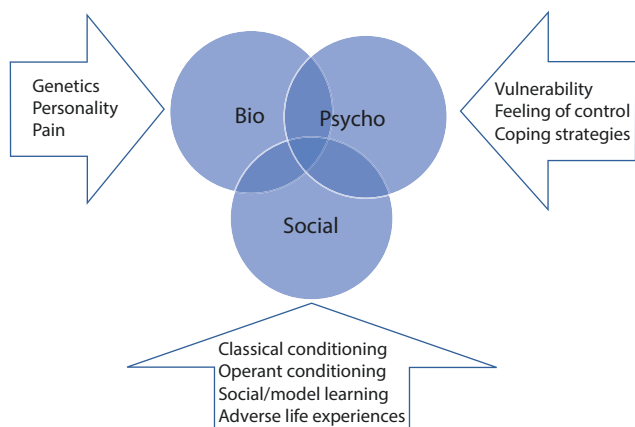 Genetics
Personality
Pain
Bio
Psycho
Vulnerability
Feeling of control
Coping strategies
Social
Classical conditioning
Operant conditioning
Social/model learning
Adverse life experiences